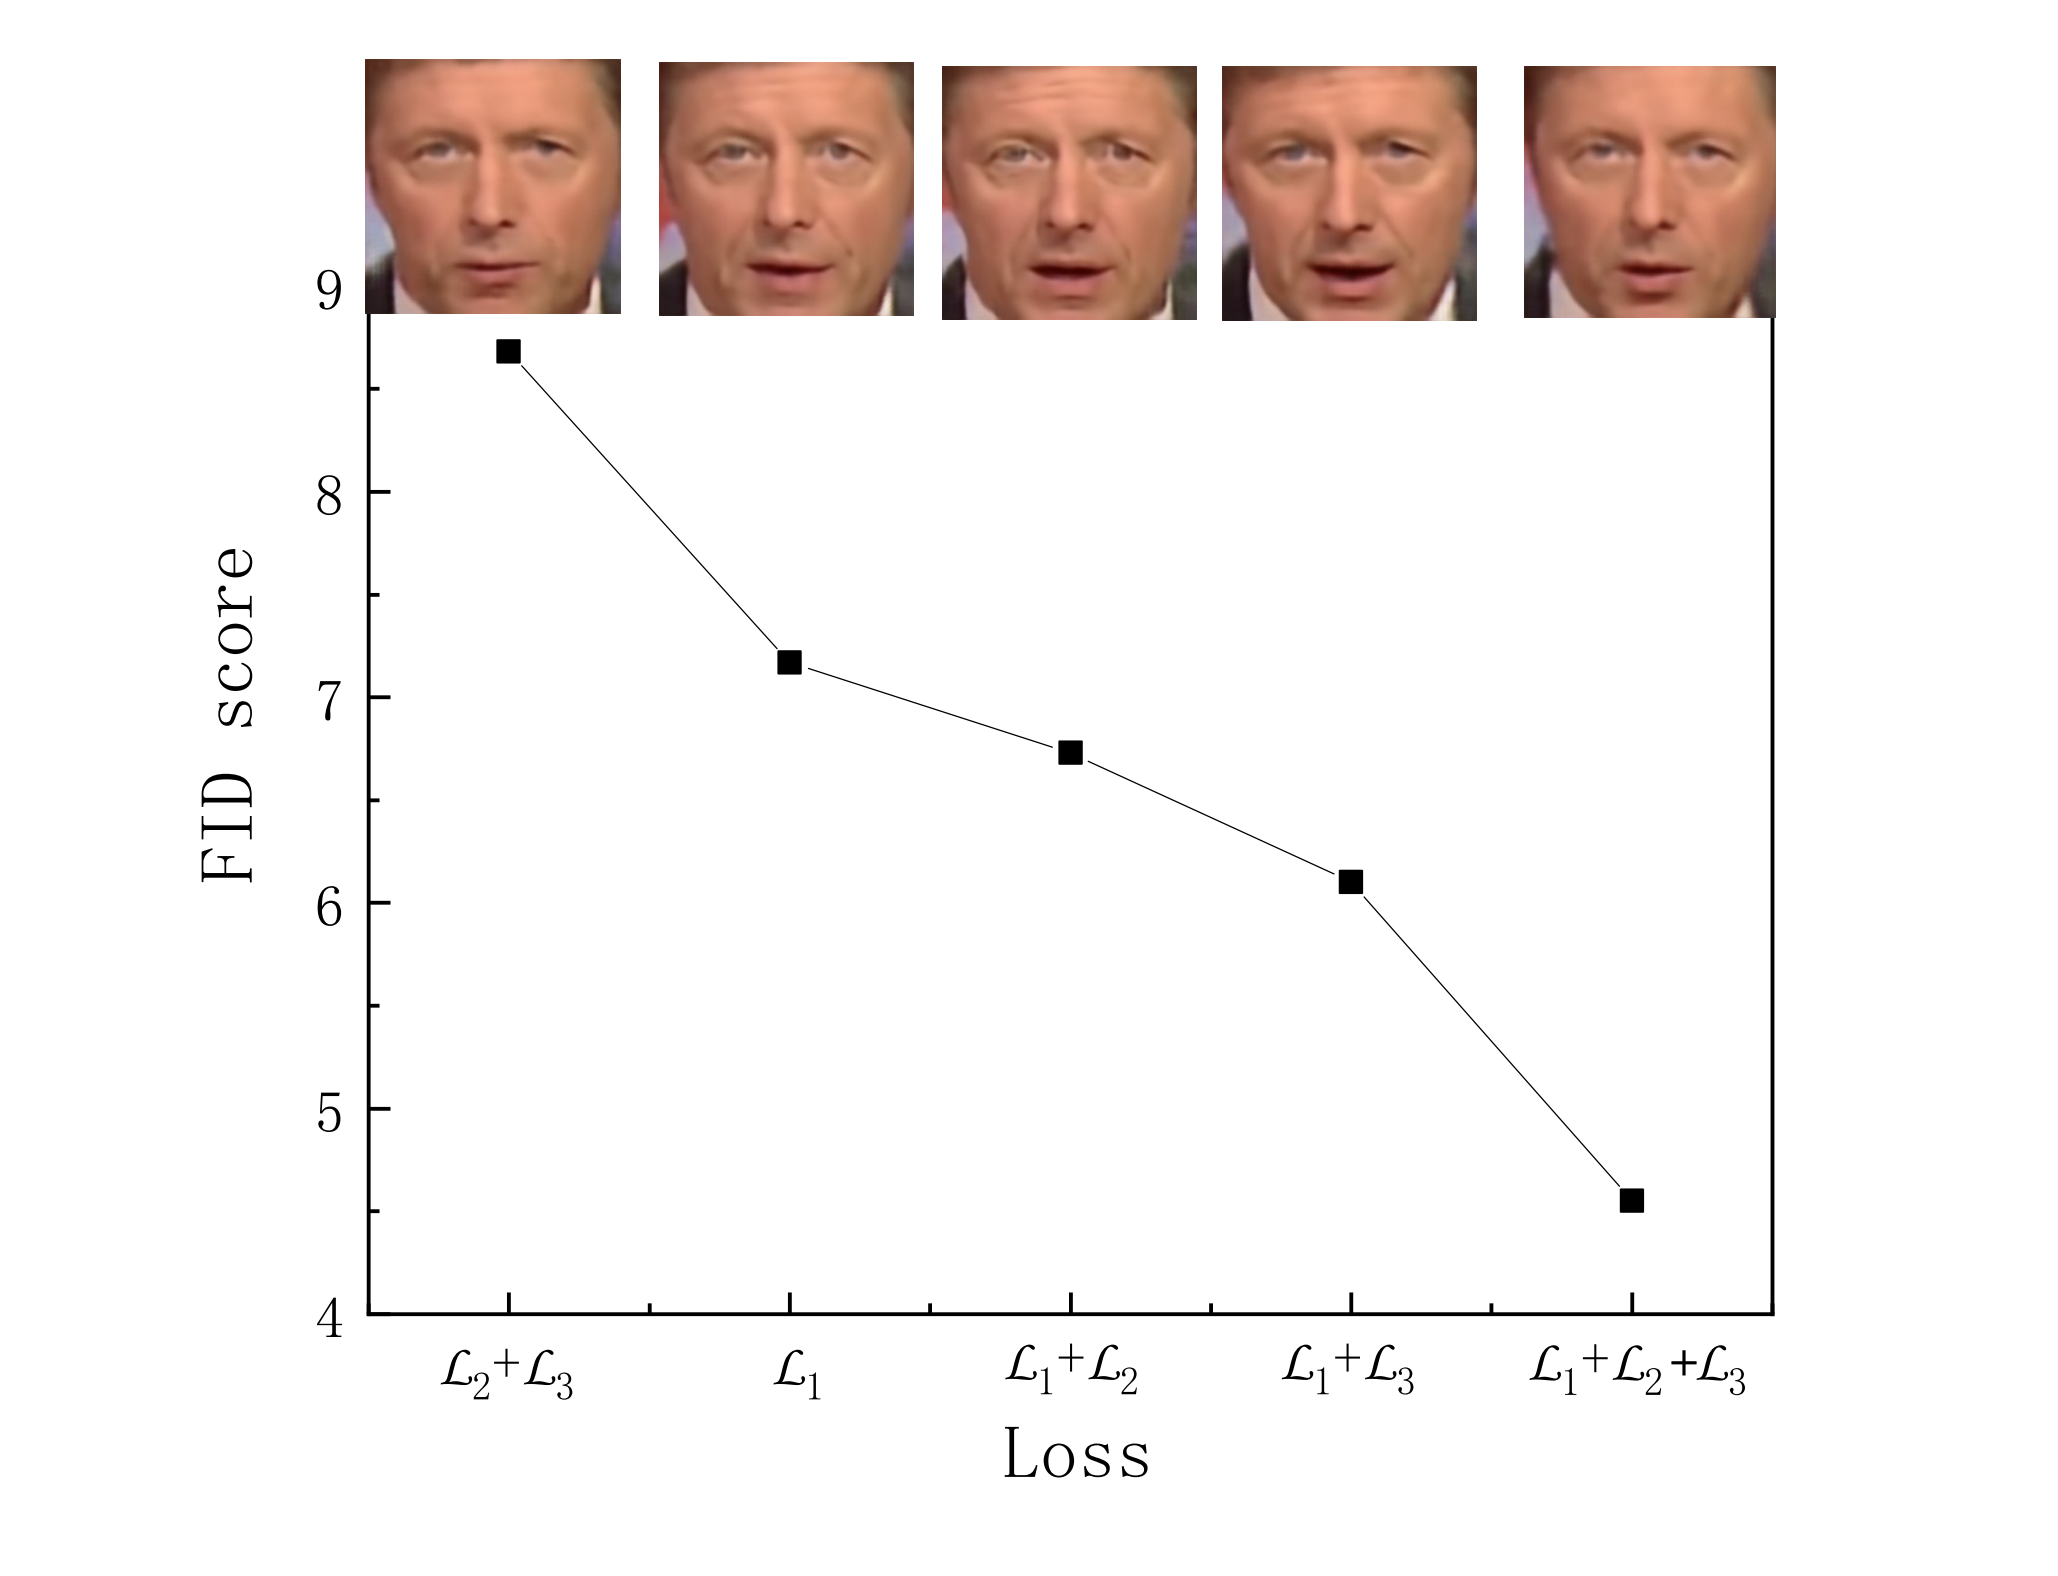 9
8
7
6
5
4
FID score
ℒ₂+ℒ₃
ℒ₁
ℒ₁+ℒ₂
ℒ₁+ℒ₃
ℒ₁+ℒ₂+ℒ₃
Loss